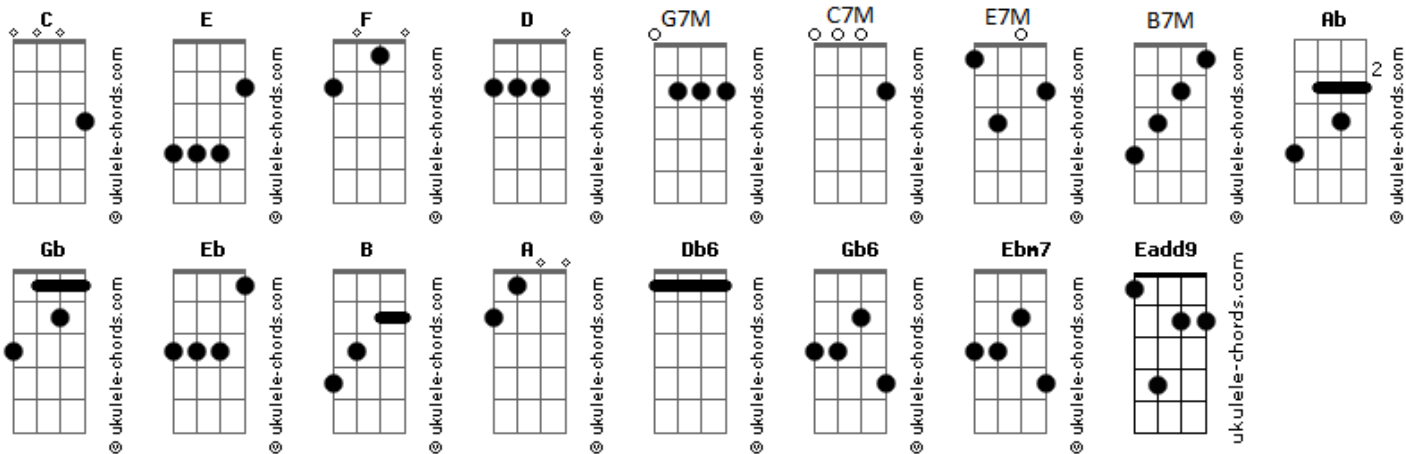 C E F D G7M C7M E7M B7M Ab
2
© ukulele-chords.com © ukulele-chords.com © ukulele-chords.com © ukulele-chords.com © ukulele-chords.com © ukulele-chords.com © ukulele-chords.com © ukulele-chords.com © ukulele-chords.com
Gb Eb B A Db6 Gb6 Ebm7 Eadd9
© ukulele-chords.com © ukulele-chords.com © ukulele-chords.com © ukulele-chords.com © ukulele-chords.com © ukulele-chords.com © ukulele-chords.com ukulele-chords.com